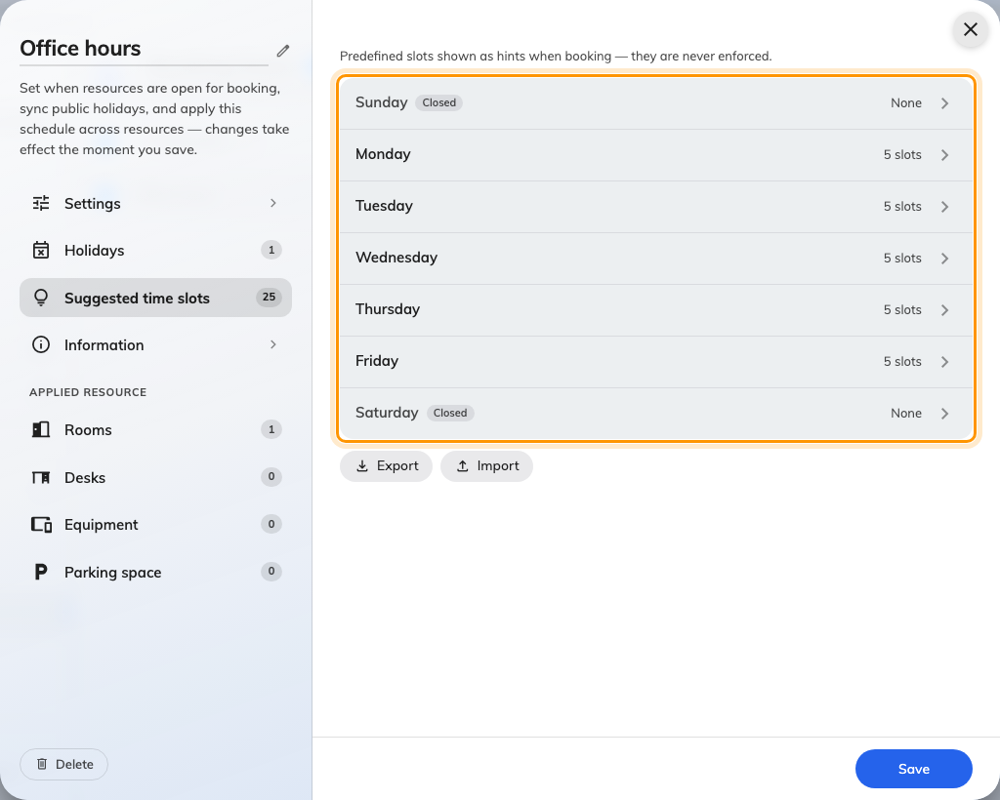 Office hours
Set when resources are open for booking,
sync public holidays, and apply this
schedule across resources — changes take
effect the moment you save.
Settings
Holidays 1
Suggested time slots 25
Information
APPLIED RESOURCE
Rooms 1
Desks 0
Equipment 0
Parking space 0
Delete
Predefined slots shown as hints when booking — they are never enforced.
Sunday Closed None
Monday 5 slots
Tuesday 5 slots
Wednesday 5 slots
Thursday 5 slots
Friday 5 slots
Saturday Closed None
Export Import
Save